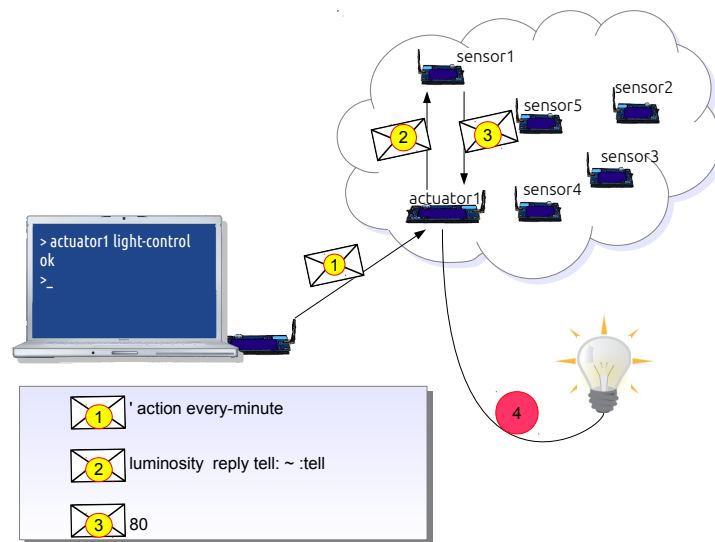 sensor1
sensor2
sensor5
2
3
sensor3
actuator1
sensor4
> actuator1 light-control
ok
>_
1
4
1 ' action every-minute
2 luminosity reply tell: ~ :tell
3 80